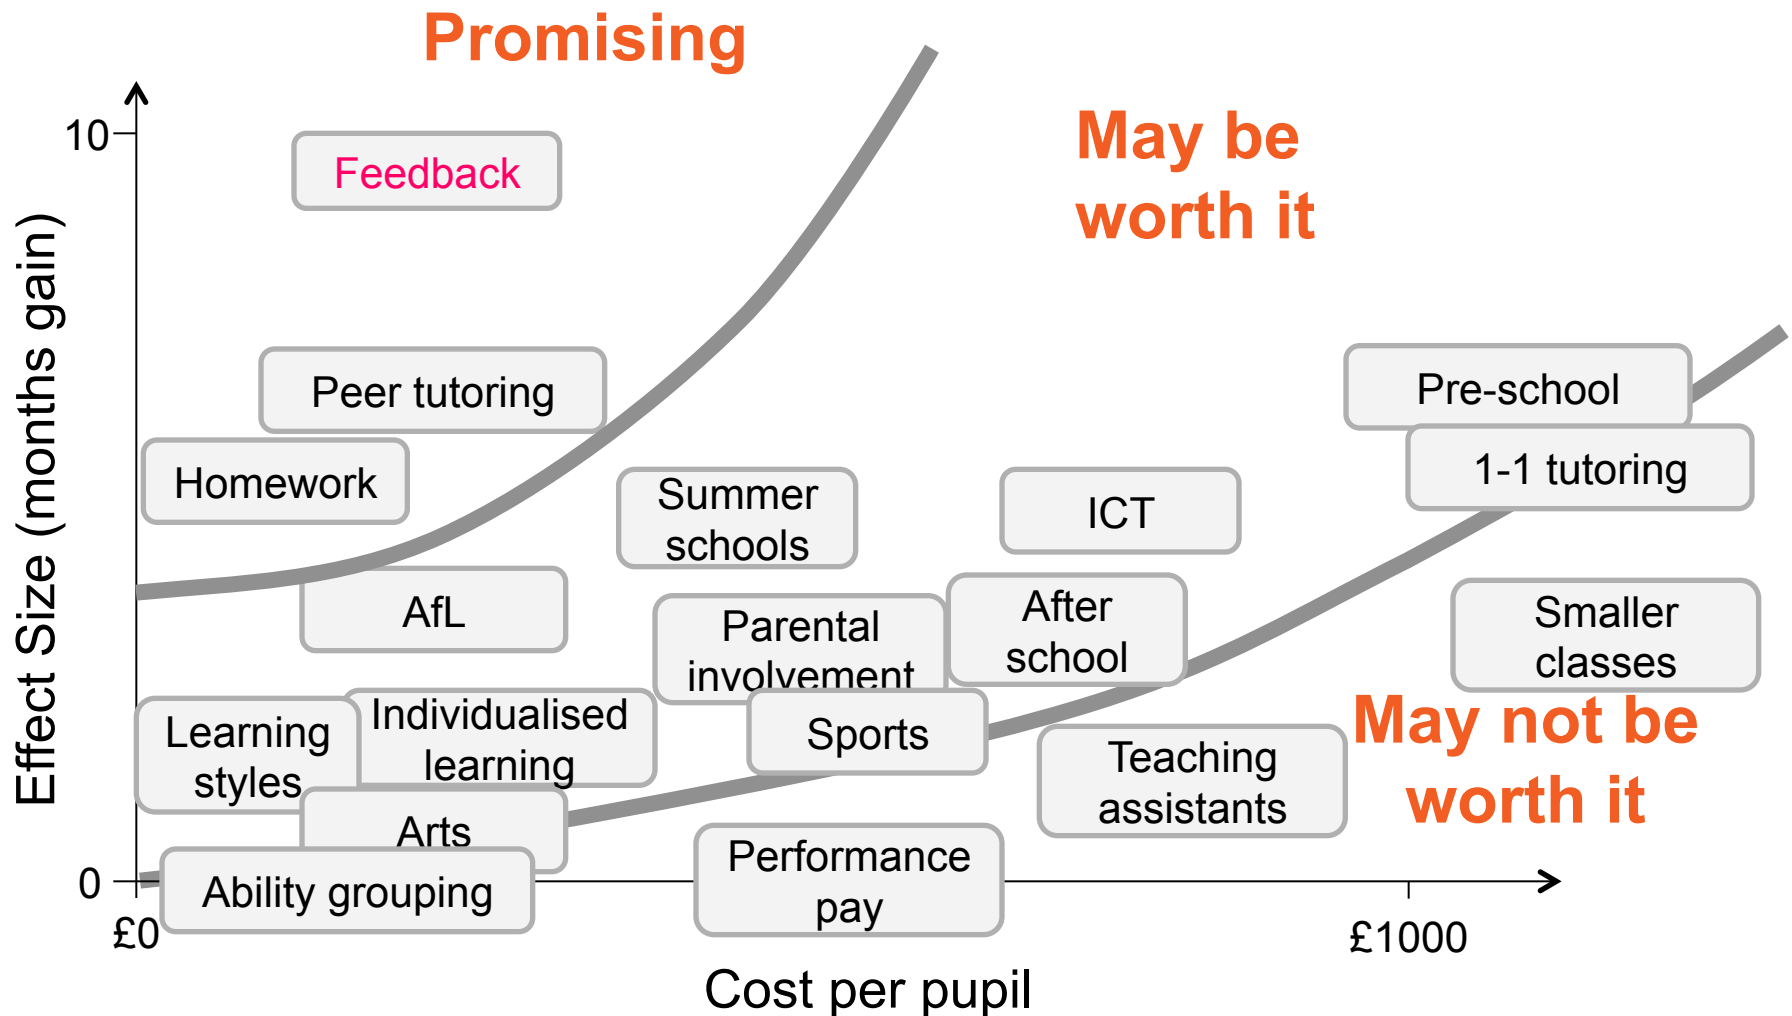 Promising
May be
worth it
10
Feedback
Effect Size (months gain)
Peer tutoring
Pre-school
Homework
1-1 tutoring
Summer
schools
ICT
AfL
After
school
Smaller
classes
Parental
involvement
Individualised
learning
Learning
styles
Sports
May not be
worth it
Teaching
assistants
Arts
Performance
pay
Ability grouping
0
£0
£1000
Cost per pupil